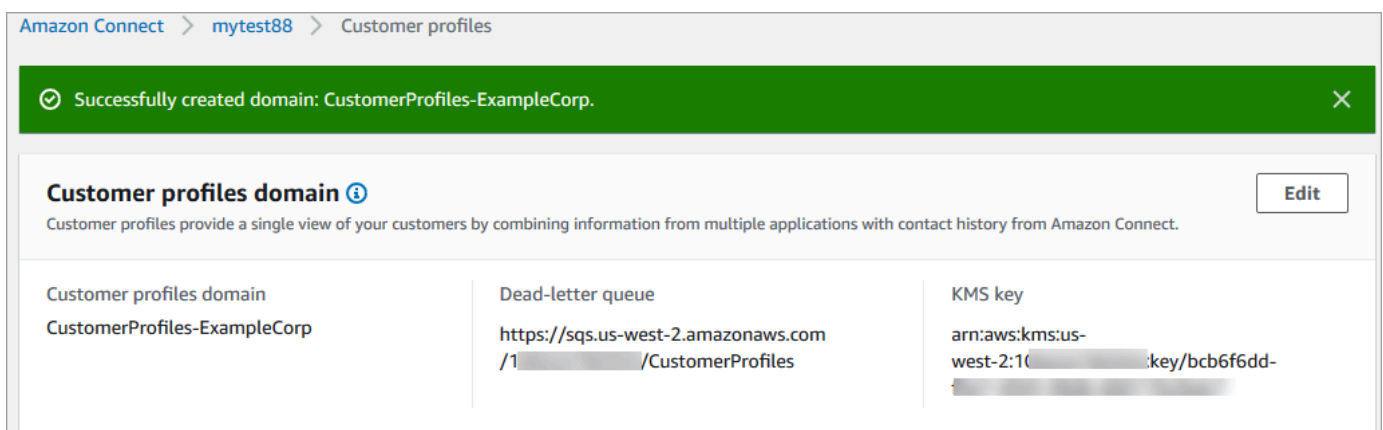 Amazon Connect > mytest88 > Customer profiles
Successfully created domain: CustomerProfiles-ExampleCorp.
Customer profiles domain
Edit
Customer profiles provide a single view of your customers by combining information from multiple applications with contact history from Amazon Connect.
Customer profiles domain
CustomerProfiles-ExampleCorp
Dead-letter queue
https://sqs.us-west-2.amazonaws.com
/1 /CustomerProfiles
KMS key
arn:aws:kms:us-
west-2:10 :key/bcb6f6dd-